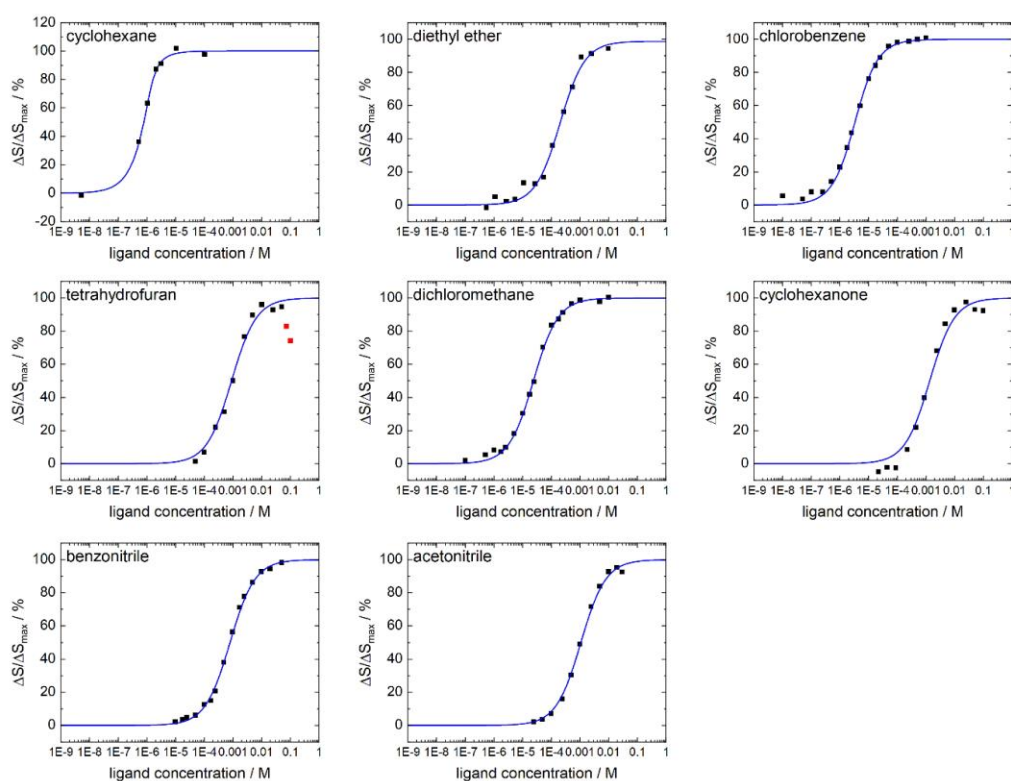 cyclohexane
ΔS/ΔSmax / %
120
100
80
60
40
20
0
-20
1E-9 1E-8 1E-7 1E-6 1E-5 1E-4 0.001 0.01 0.1 1
ligand concentration / M
diethyl ether
ΔS/ΔSmax / %
100
80
60
40
20
0
1E-9 1E-8 1E-7 1E-6 1E-5 1E-4 0.001 0.01 0.1 1
ligand concentration / M
chlorobenzene
ΔS/ΔSmax / %
100
80
60
40
20
0
1E-9 1E-8 1E-7 1E-6 1E-5 1E-4 0.001 0.01 0.1 1
ligand concentration / M
tetrahydrofuran
ΔS/ΔSmax / %
100
80
60
40
20
0
1E-9 1E-8 1E-7 1E-6 1E-5 1E-4 0.001 0.01 0.1 1
ligand concentration / M
dichloromethane
ΔS/ΔSmax / %
100
80
60
40
20
0
1E-9 1E-8 1E-7 1E-6 1E-5 1E-4 0.001 0.01 0.1 1
ligand concentration / M
cyclohexanone
ΔS/ΔSmax / %
100
80
60
40
20
0
1E-9 1E-8 1E-7 1E-6 1E-5 1E-4 0.001 0.01 0.1 1
ligand concentration / M
benzonitrile
ΔS/ΔSmax / %
100
80
60
40
20
0
1E-9 1E-8 1E-7 1E-6 1E-5 1E-4 0.001 0.01 0.1 1
ligand concentration / M
acetonitrile
ΔS/ΔSmax / %
100
80
60
40
20
0
1E-9 1E-8 1E-7 1E-6 1E-5 1E-4 0.001 0.01 0.1 1
ligand concentration / M